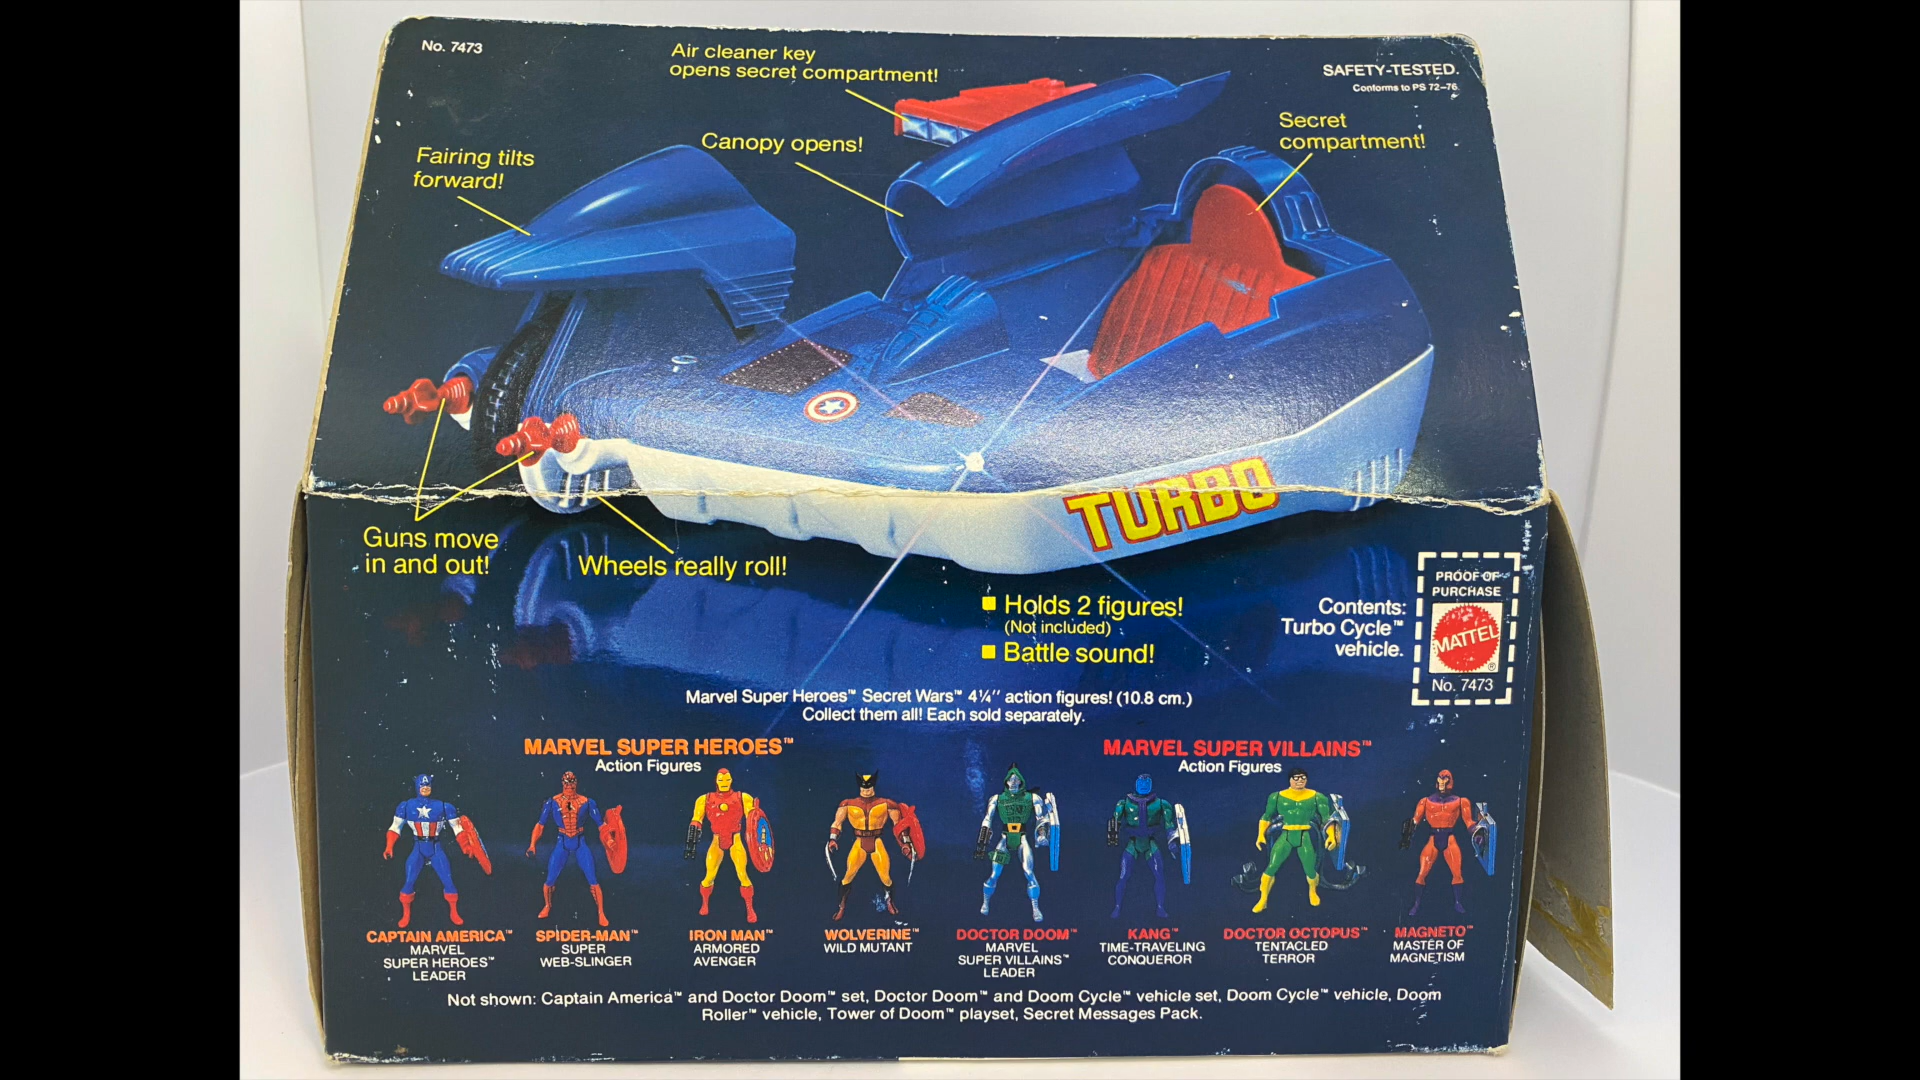 No. 7473
Air cleaner key
opens secret compartment!
SAFETY-TESTED.
Conforms to PS 72-76
Secret
compartment!
Canopy opens!
Fairing tilts
forward!
TURBO
Guns move
in and out!
Wheels really roll!
Holds 2 figures!
(Not included)
Battle sound!
Contents:
Turbo Cycle™
vehicle.
PROOF OF
PURCHASE
MATTEL
®
No. 7473
Marvel Super Heroes™ Secret Wars™ 4¼" action figures! (10.8 cm.)
Collect them all! Each sold separately.
MARVEL SUPER HEROES™
Action Figures
MARVEL SUPER VILLAINS™
Action Figures
CAPTAIN AMERICA™
MARVEL
SUPER HEROES™
LEADER
SPIDER-MAN™
SUPER
WEB-SLINGER
IRON MAN™
ARMORED
AVENGER
WOLVERINE™
WILD MUTANT
DOCTOR DOOM™
MARVEL
SUPER VILLAINS™
LEADER
KANG™
TIME-TRAVELING
CONQUEROR
DOCTOR OCTOPUS™
TENTACLED
TERROR
MAGNETO™
MASTER OF
MAGNETISM
Not shown: Captain America™ and Doctor Doom™ set, Doctor Doom™ and Doom Cycle™ vehicle set, Doom Cycle™ vehicle, Doom
Roller™ vehicle, Tower of Doom™ playset, Secret Messages Pack.